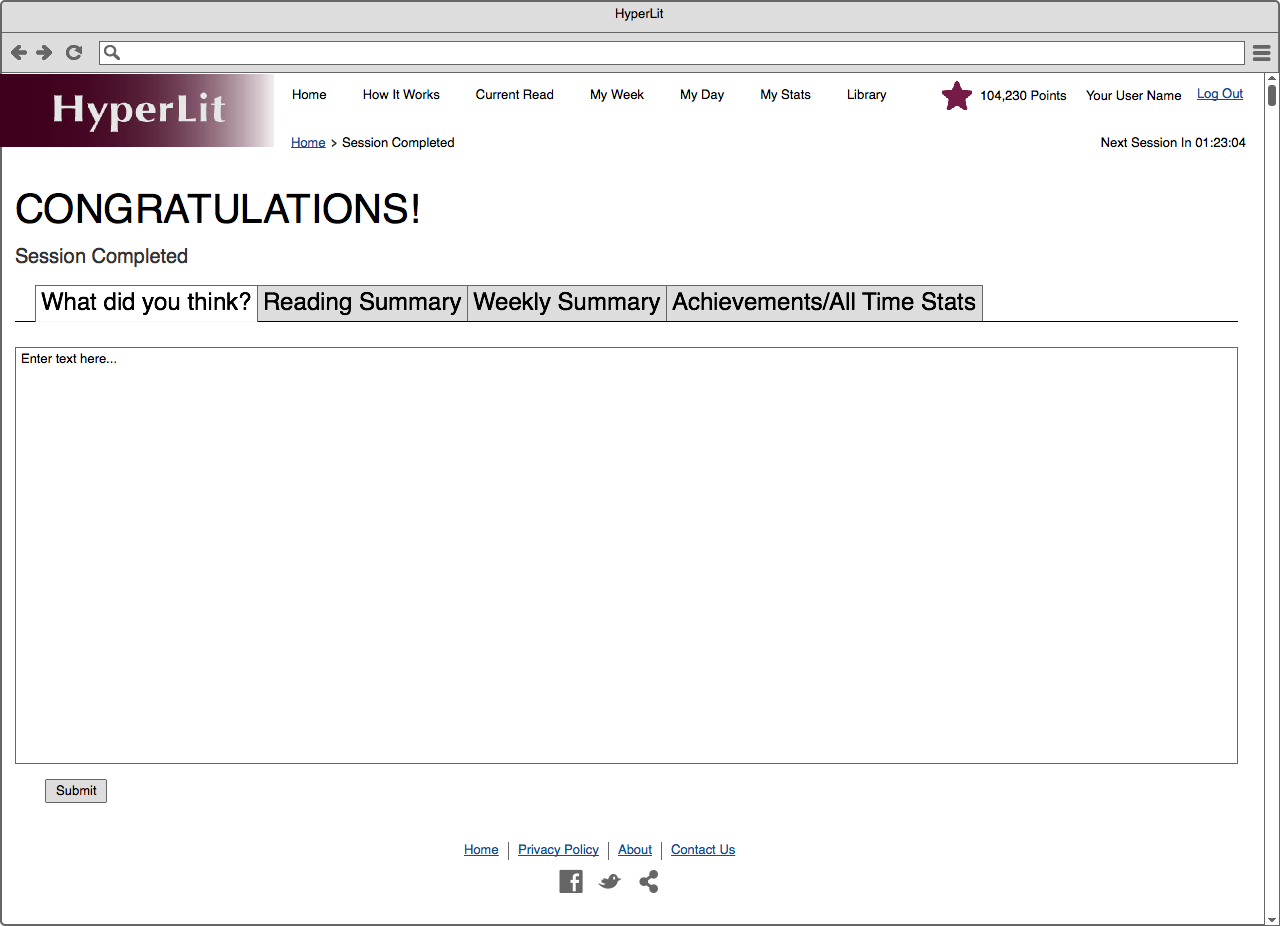 HyperLit
HyperLit
Home How It Works Current Read My Week My Day My Stats Library 104,230 Points Your User Name Log Out
Home > Session Completed Next Session In 01:23:04
CONGRATULATIONS!
Session Completed
What did you think? Reading Summary Weekly Summary Achievements/All Time Stats
Enter text here...
Submit
Home Privacy Policy About Contact Us